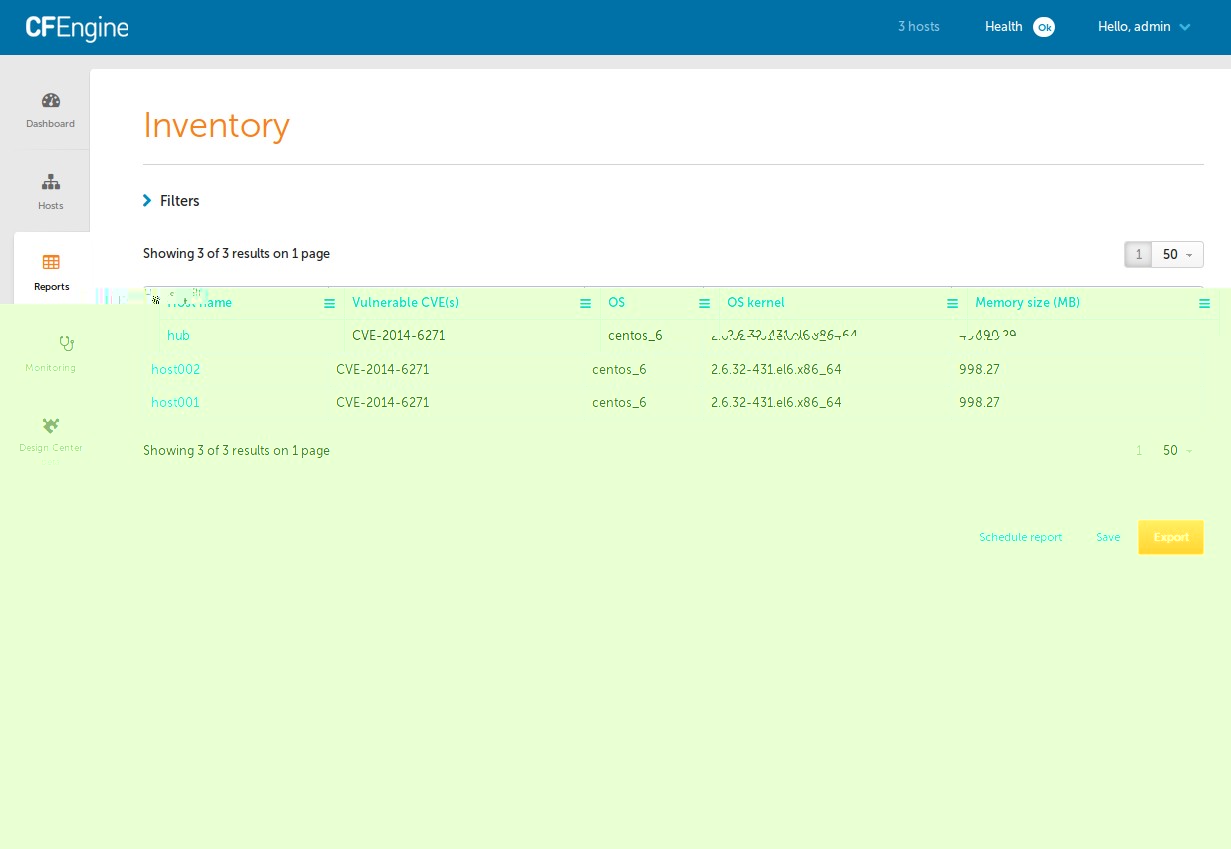 CFEngine
3 hosts Health Ok Hello, admin
Dashboard
Hosts
Reports
Monitoring
Design Center
Inventory
Filters
Showing 3 of 3 results on 1 page 1 50
name Vulnerable CVE(s) OS OS kernel Memory size (MB)
hub CVE-2014-6271 centos_6
host002 CVE-2014-6271 centos_6 2.6.32-431.el6.x86_64 998.27
host001 CVE-2014-6271 centos_6 2.6.32-431.el6.x86_64 998.27
Showing 3 of 3 results on 1 page 1 50
Schedule report Save Export